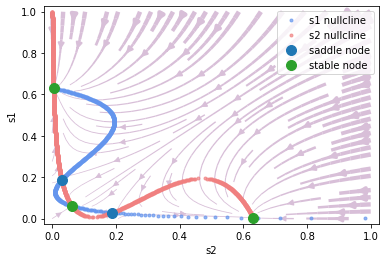 s1 nullcline
s2 nullcline
saddle node
stable node
1.0
0.8
0.6
0.4
0.2
0.0
s1
0.0 0.2 0.4 0.6 0.8 1.0
s2